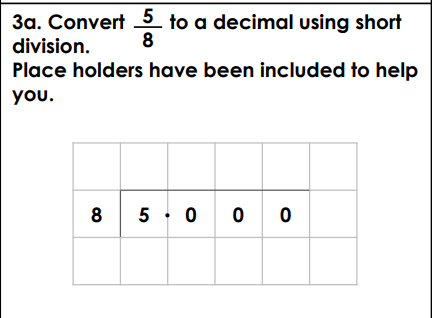 3a. Convert 5/8 to a decimal using short
division.
Place holders have been included to help
you.
8 5 . 0 0 0